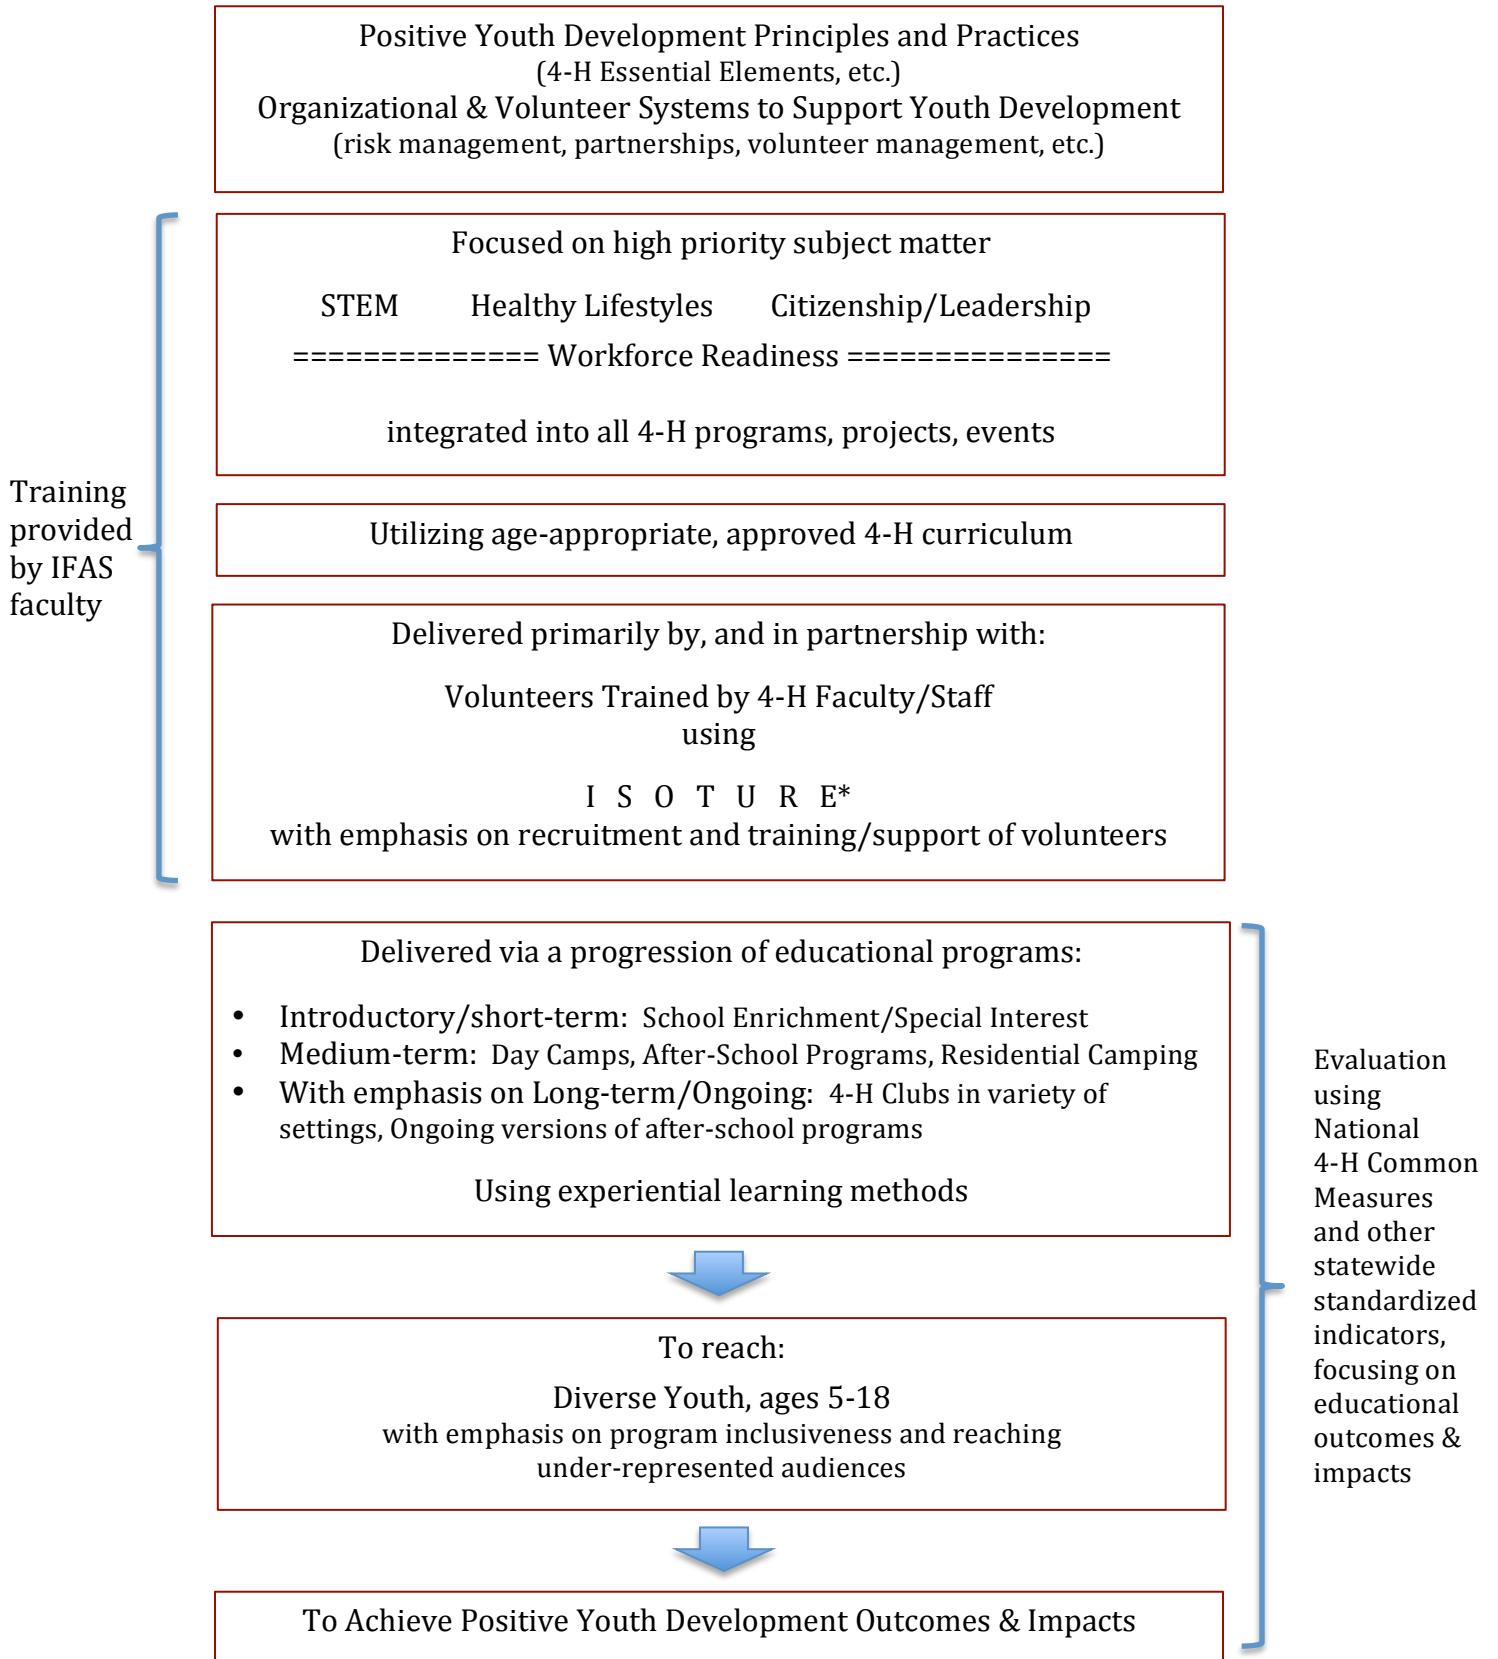 Positive Youth Development Principles and Practices
(4-H Essential Elements, etc.)
Organizational & Volunteer Systems to Support Youth Development
(risk management, partnerships, volunteer management, etc.)
Training
provided
by IFAS
faculty
Focused on high priority subject matter
STEM Healthy Lifestyles Citizenship/Leadership
============== Workforce Readiness ===============
integrated into all 4-H programs, projects, events
Utilizing age-appropriate, approved 4-H curriculum
Delivered primarily by, and in partnership with:
Volunteers Trained by 4-H Faculty/Staff
using
I S O T U R E*
with emphasis on recruitment and training/support of volunteers
Delivered via a progression of educational programs:
• Introductory/short-term: School Enrichment/Special Interest
• Medium-term: Day Camps, After-School Programs, Residential Camping
• With emphasis on Long-term/Ongoing: 4-H Clubs in variety of
settings, Ongoing versions of after-school programs
Using experiential learning methods
To reach:
Diverse Youth, ages 5-18
with emphasis on program inclusiveness and reaching
under-represented audiences
To Achieve Positive Youth Development Outcomes & Impacts
Evaluation
using
National
4-H Common
Measures
and other
statewide
standardized
indicators,
focusing on
educational
outcomes &
impacts